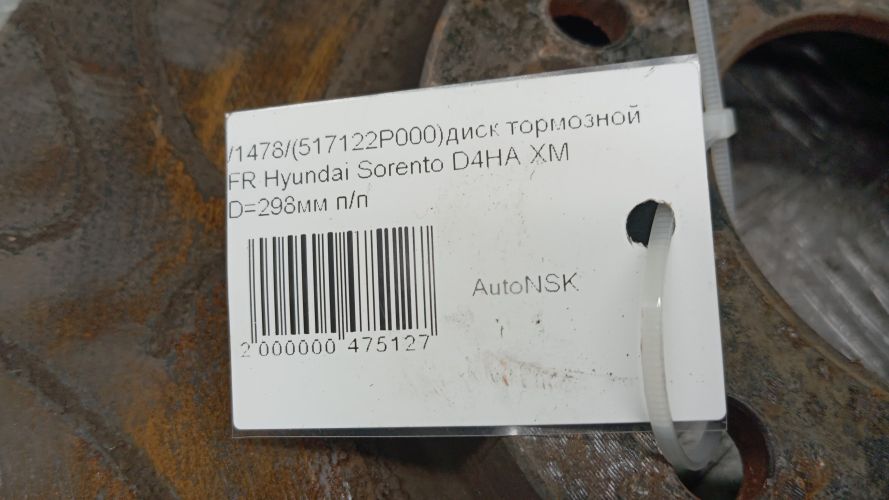 /1478/(517122P000)диск тормозной
FR Hyundai Sorento D4HA XM
D=298мм п/п
AutoNSK
2 000000 475127